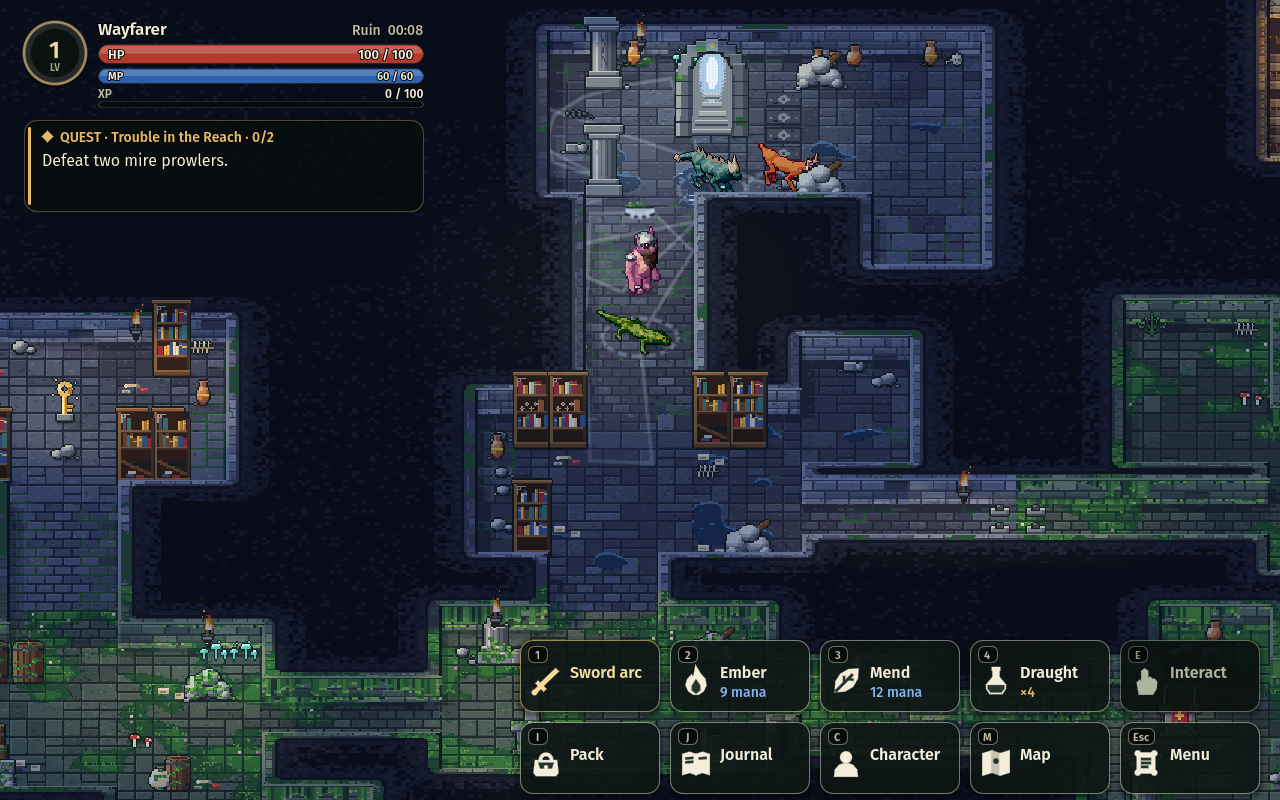 Wayfarer
Ruin 00:08
1
LV
HP 100 / 100
MP 60 / 60
XP 0 / 100
◆ QUEST · Trouble in the Reach · 0/2
Defeat two mire prowlers.
1 Sword arc
2 Ember
9 mana
3 Mend
12 mana
4 Draught
×4
E Interact
I Pack
J Journal
C Character
M Map
Esc Menu